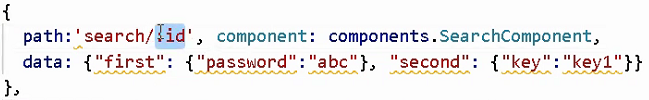 {
path:'search/:id', component: components.SearchComponent,
data: {"first": {"password":"abc"}, "second": {"key":"key1"}}
},